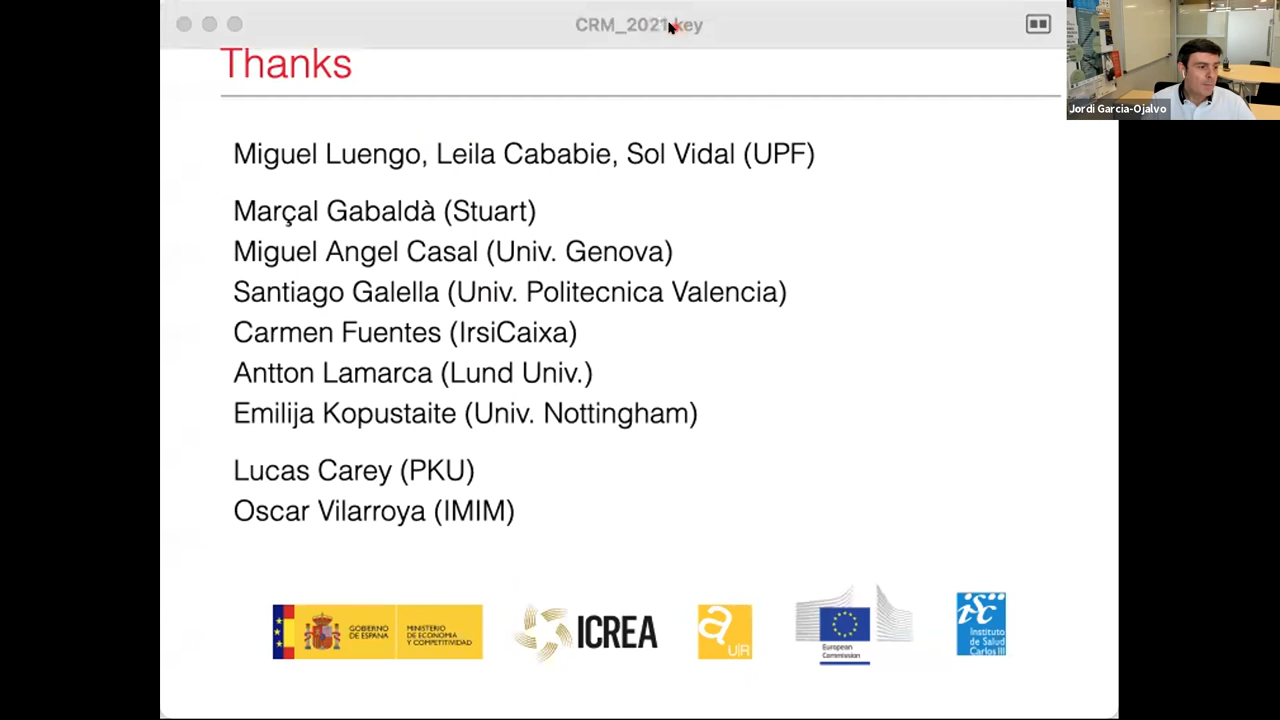 CRM_2021.key
Jordi Garcia-Ojalvo
Thanks
Miguel Luengo, Leila Cababie, Sol Vidal (UPF)
Marçal Gabaldà (Stuart)
Miguel Angel Casal (Univ. Genova)
Santiago Galella (Univ. Politecnica Valencia)
Carmen Fuentes (IrsiCaixa)
Antton Lamarca (Lund Univ.)
Emilija Kopustaite (Univ. Nottingham)
Lucas Carey (PKU)
Oscar Vilarroya (IMIM)
GOBIERNO
DE ESPAÑA
MINISTERIO
DE ECONOMÍA
Y COMPETITIVIDAD
ICREA
a
U|R
European
Commission
isc
Instituto
de Salud
Carlos III